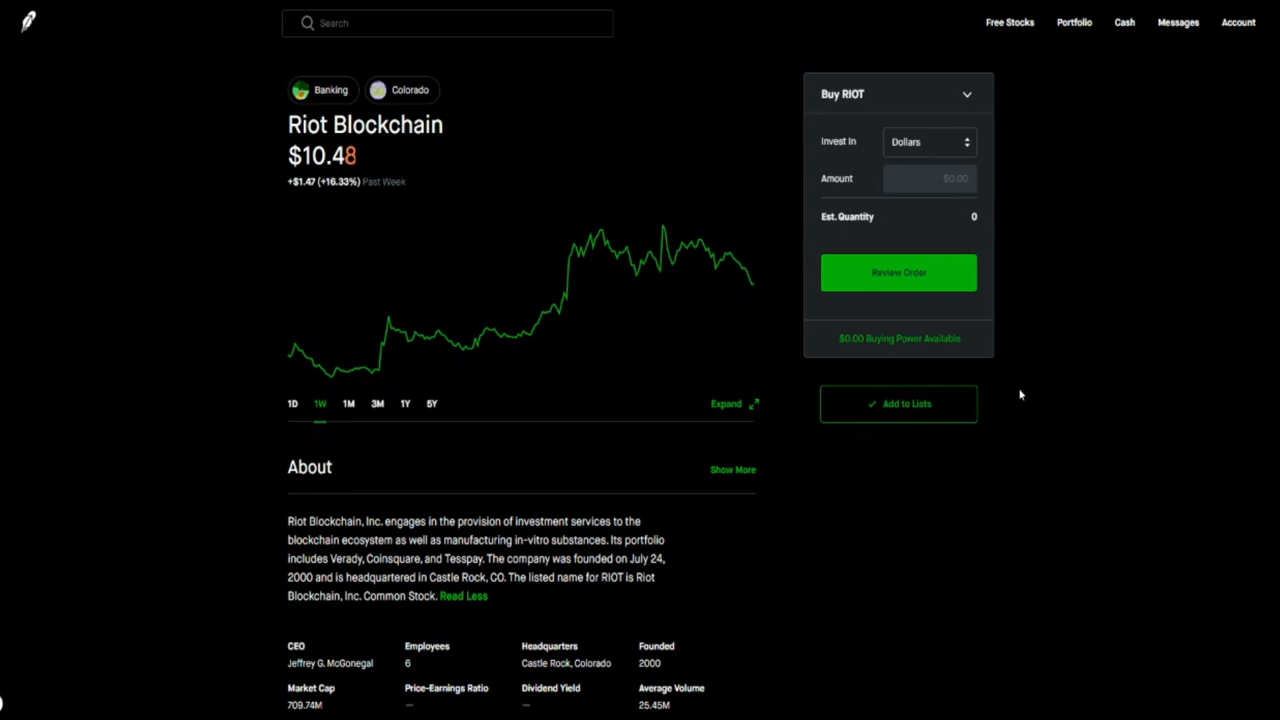 Search
Free Stocks Portfolio Cash Messages Account
Banking Colorado
Riot Blockchain
$10.48
+$1.47 (+16.33%) Past Week
Buy RIOT
Invest In Dollars
Amount $0.00
Est. Quantity 0
Review Order
$0.00 Buying Power Available
Add to Lists
1D 1W 1M 3M 1Y 5Y Expand
About Show More
Riot Blockchain, Inc. engages in the provision of investment services to the
blockchain ecosystem as well as manufacturing in-vitro substances. Its portfolio
includes Verady, Coinsquare, and Tesspay. The company was founded on July 24,
2000 and is headquartered in Castle Rock, CO. The listed name for RIOT is Riot
Blockchain, Inc. Common Stock. Read Less
CEO Employees Headquarters Founded
Jeffrey G. McGonegal 6 Castle Rock, Colorado 2000
Market Cap Price-Earnings Ratio Dividend Yield Average Volume
709.74M — — 25.45M